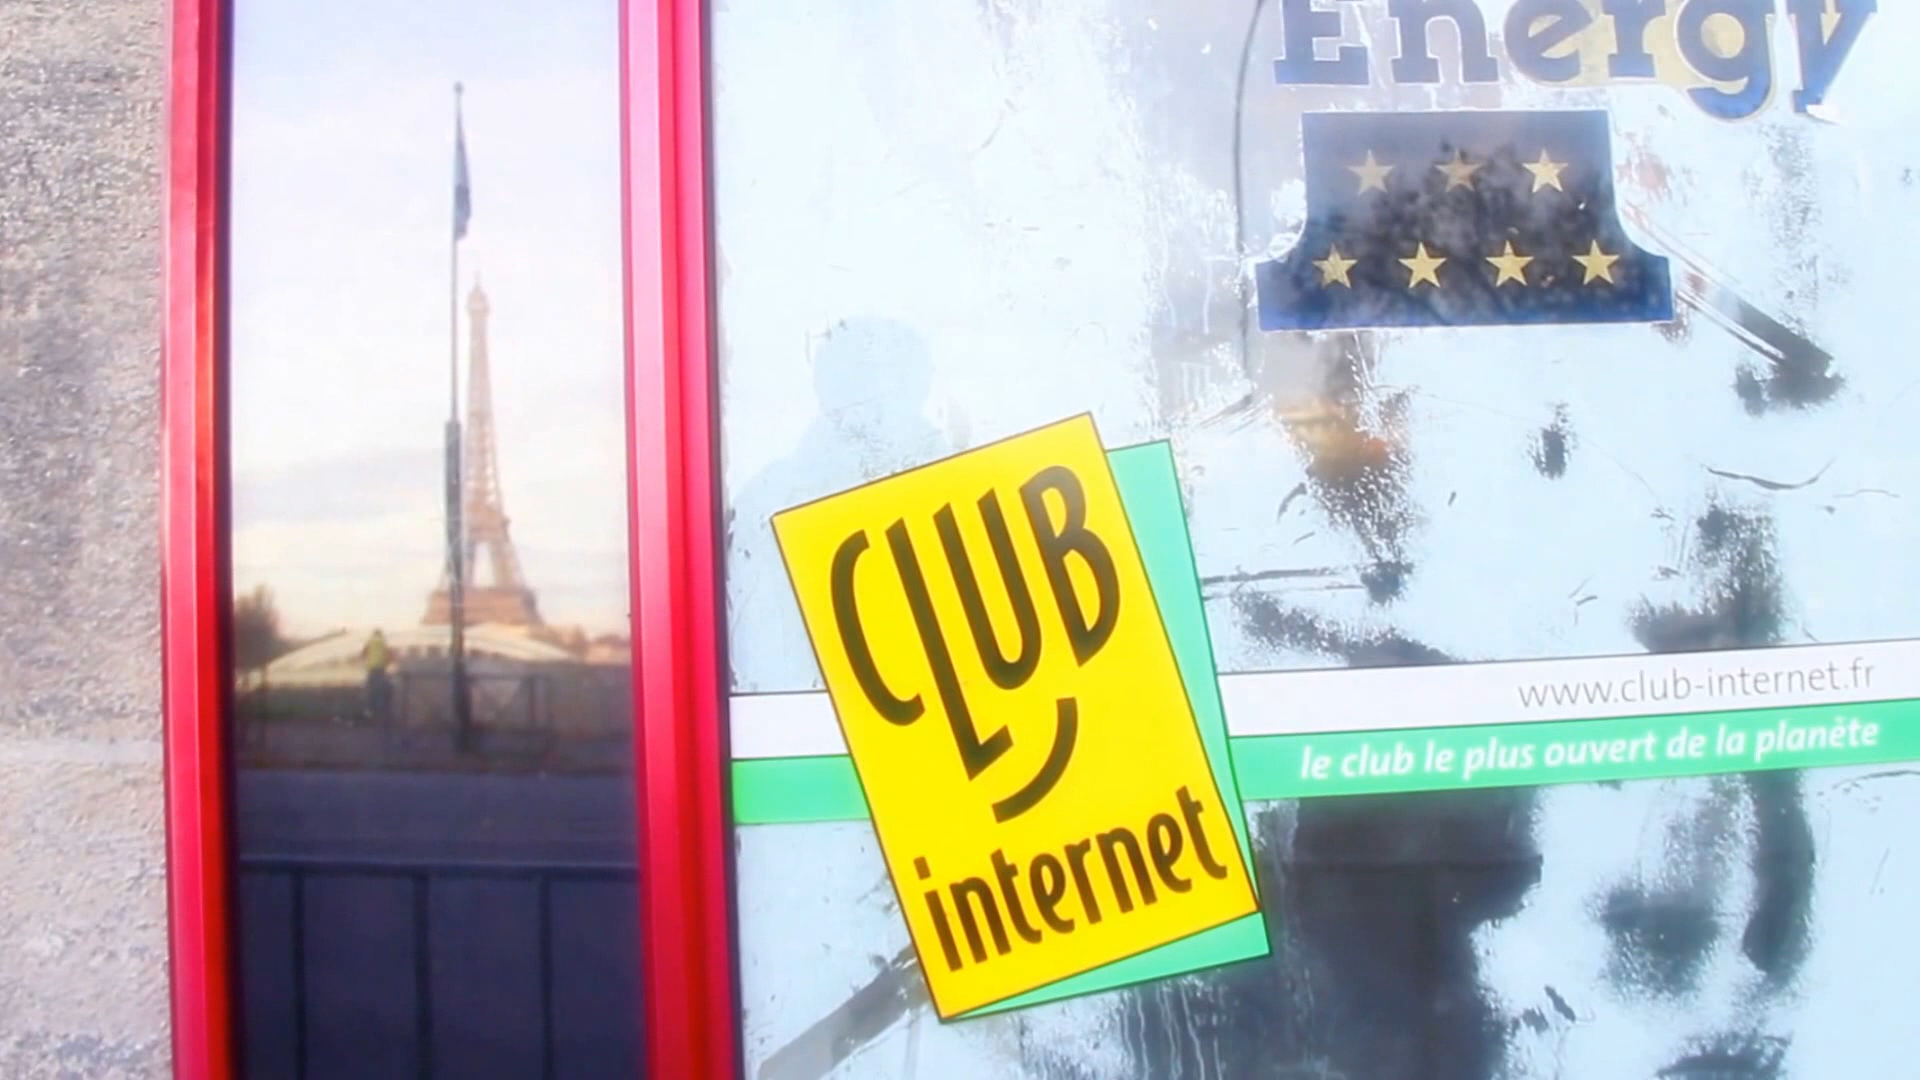 Energy
CLUB
internet
www.club-internet.fr
le club le plus ouvert de la planète